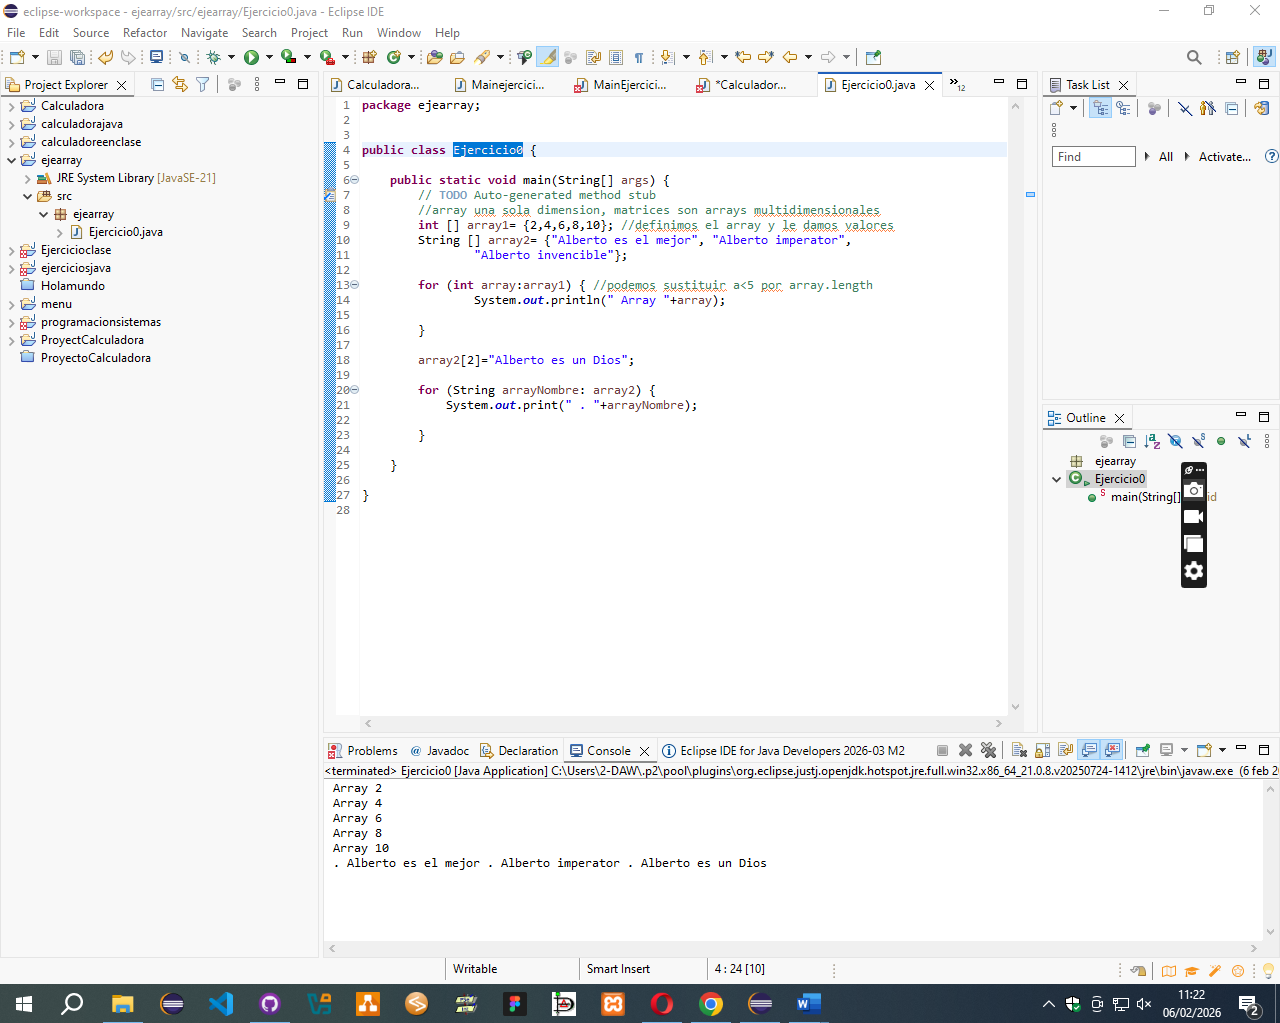 eclipse-workspace - ejearray/src/ejearray/Ejercicio0.java - Eclipse IDE
File Edit Source Refactor Navigate Search Project Run Window Help
Project Explorer
Calculadora
calculadorajava
calculadoreenclase
ejearray
JRE System Library [JavaSE-21]
src
ejearray
Ejercicio0.java
Ejercicioclase
ejerciciosjava
Holamundo
menu
programacionsistemas
ProyectCalculadora
ProyectoCalculadora
Calculadora... Mainejercici... MainEjercici... *Calculador... Ejercicio0.java 12
1 package ejearray;
2
3
4 public class Ejercicio0 {
5
6 public static void main(String[] args) {
7 // TODO Auto-generated method stub
8 //array una sola dimension, matrices son arrays multidimensionales
9 int [] array1= {2,4,6,8,10}; //definimos el array y le damos valores
10 String [] array2= {"Alberto es el mejor", "Alberto imperator",
11 "Alberto invencible"};
12
13 for (int array:array1) { //podemos sustituir a<5 por array.length
14 System.out.println(" Array "+array);
15
16 }
17
18 array2[2]="Alberto es un Dios";
19
20 for (String arrayNombre: array2) {
21 System.out.print(" . "+arrayNombre);
22
23 }
24
25 }
26
27 }
28
Task List
Find All Activate...
Outline
ejearray
Ejercicio0
main(String[] id
Problems Javadoc Declaration Console Eclipse IDE for Java Developers 2026-03 M2
<terminated> Ejercicio0 [Java Application] C:\Users\2-DAW\.p2\pool\plugins\org.eclipse.justj.openjdk.hotspot.jre.full.win32.x86_64_21.0.8.v20250724-1412\jre\bin\javaw.exe (6 feb 2
Array 2
Array 4
Array 6
Array 8
Array 10
. Alberto es el mejor . Alberto imperator . Alberto es un Dios
Writable Smart Insert 4 : 24 [10]
11:22
06/02/2026
2